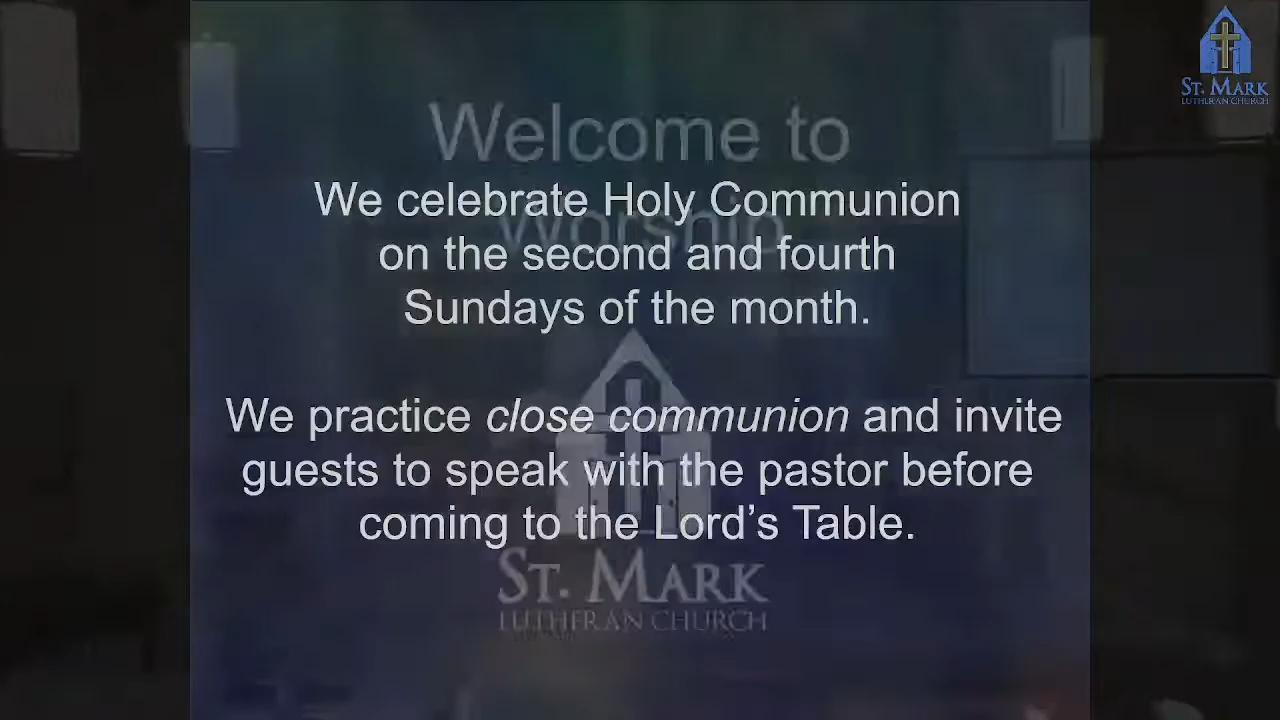 St. Mark
Lutheran Church
Welcome to
Worship
We celebrate Holy Communion
on the second and fourth
Sundays of the month.
We practice close communion and invite
guests to speak with the pastor before
coming to the Lord’s Table.
St. Mark
Lutheran Church